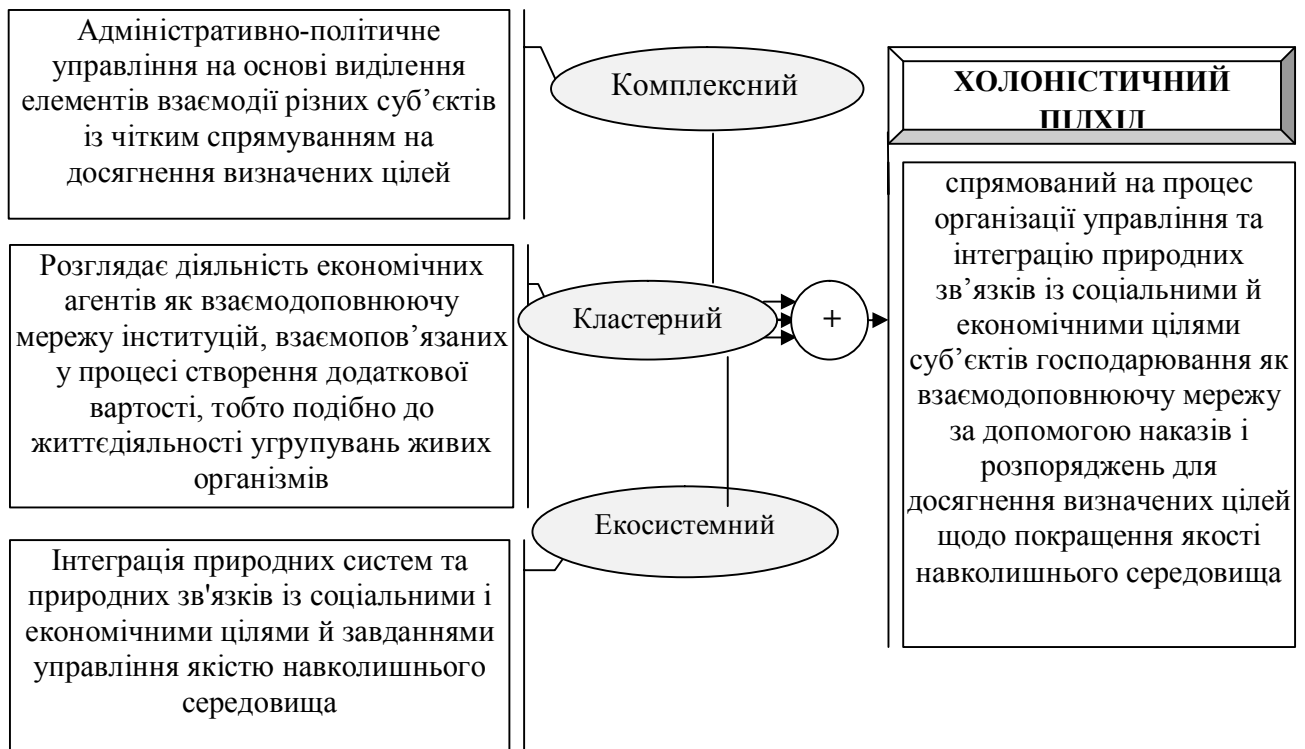 Адміністративно-політичне
управління на основі виділення
елементів взаємодії різних суб’єктів
із чітким спрямуванням на
досягнення визначених цілей
Комплексний
Розглядає діяльність економічних
агентів як взаємодоповнюючу
мережу інституцій, взаємопов’язаних
у процесі створення додаткової
вартості, тобто подібно до
життєдіяльності угрупувань живих
організмів
Кластерний
+
Інтеграція природних систем та
природних зв'язків із соціальними і
економічними цілями й завданнями
управління якістю навколишнього
середовища
Екосистемний
ХОЛОНІСТИЧНИЙ
ПІДХІД
спрямований на процес
організації управління та
інтеграцію природних
зв’язків із соціальними й
економічними цілями
суб’єктів господарювання як
взаємодоповнюючу мережу
за допомогою наказів і
розпоряджень для
досягнення визначених цілей
щодо покращення якості
навколишнього середовища